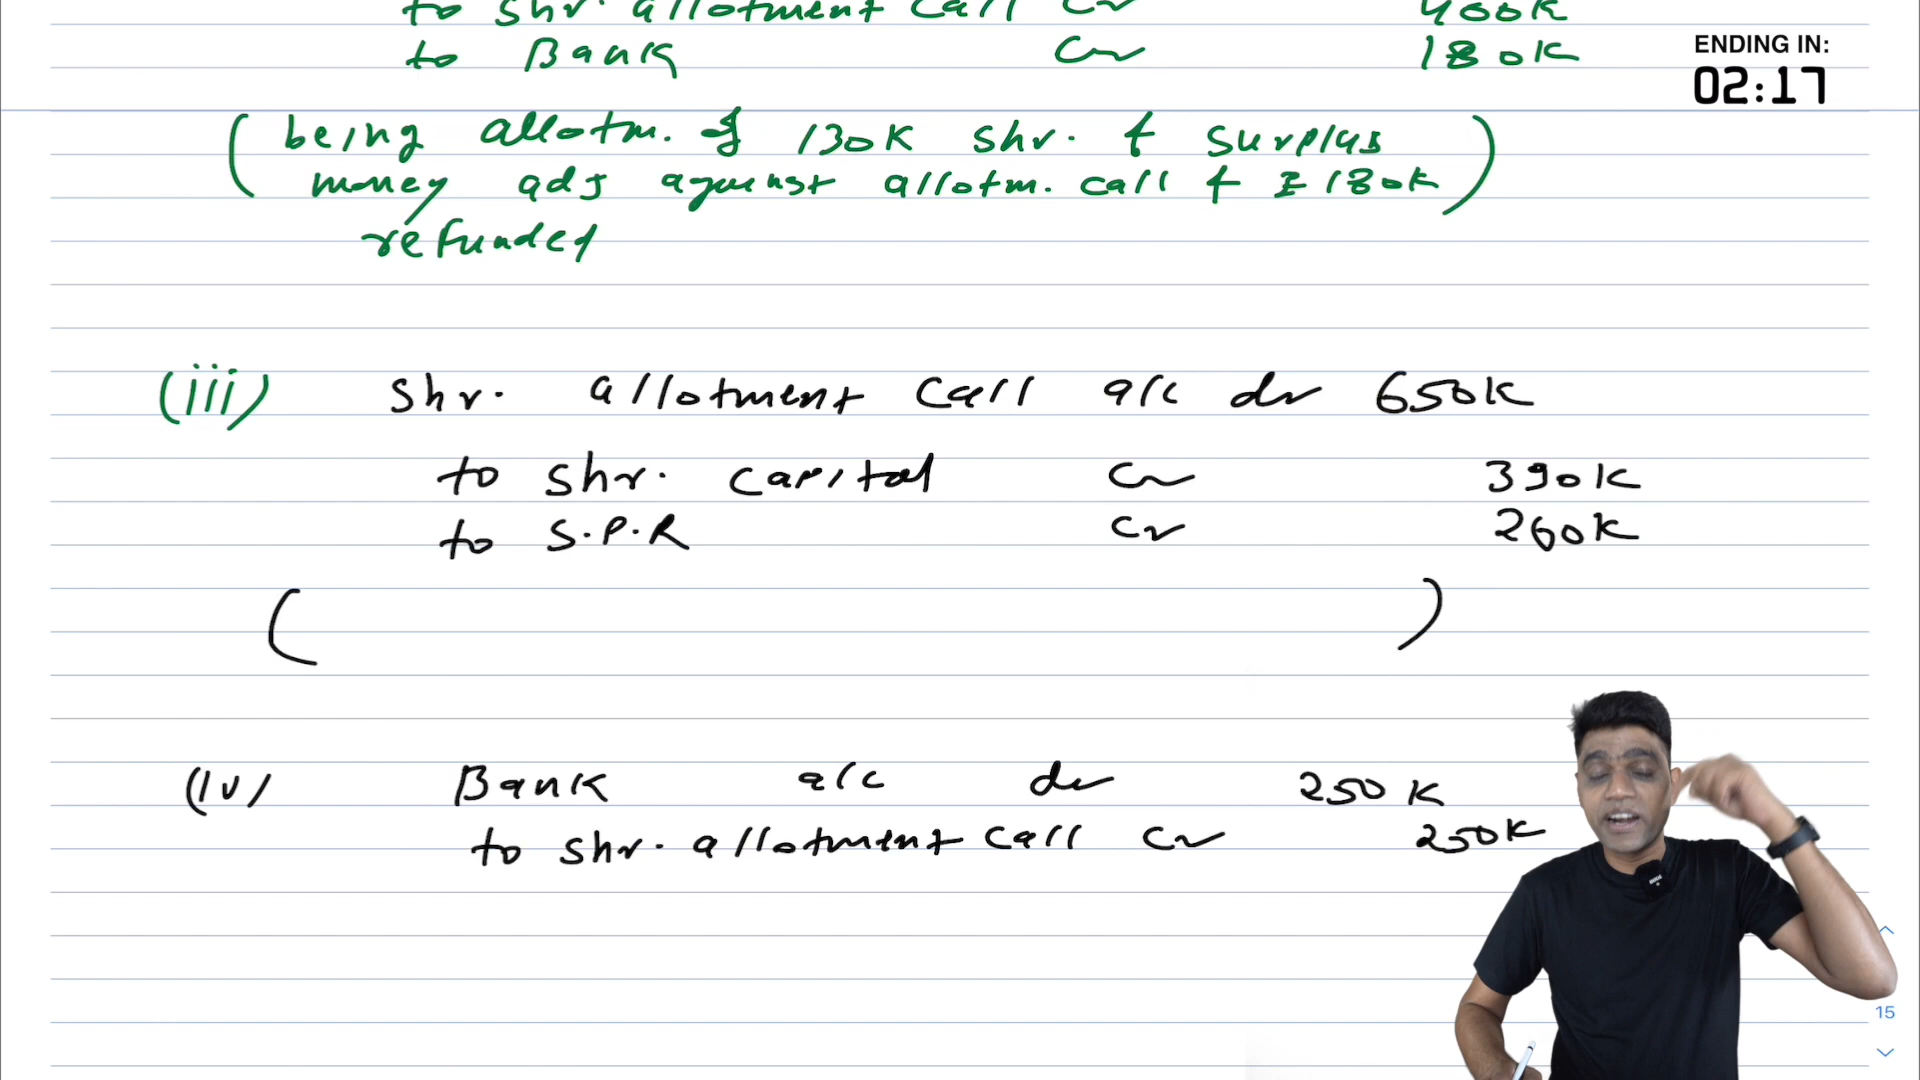 to shr. allotment call cr 400k
to Bank cr 180k
ENDING IN:
02:17
( being allotm. of 130K shr. & surplus
money adj against allotm. call & ₹180k )
refunded
(iii) shr. allotment call a/c dr 650k
to shr. capital cr 390k
to S.P.R cr 260k
( )
(iv) Bank a/c dr 250k
to shr. allotment call cr 250k
15